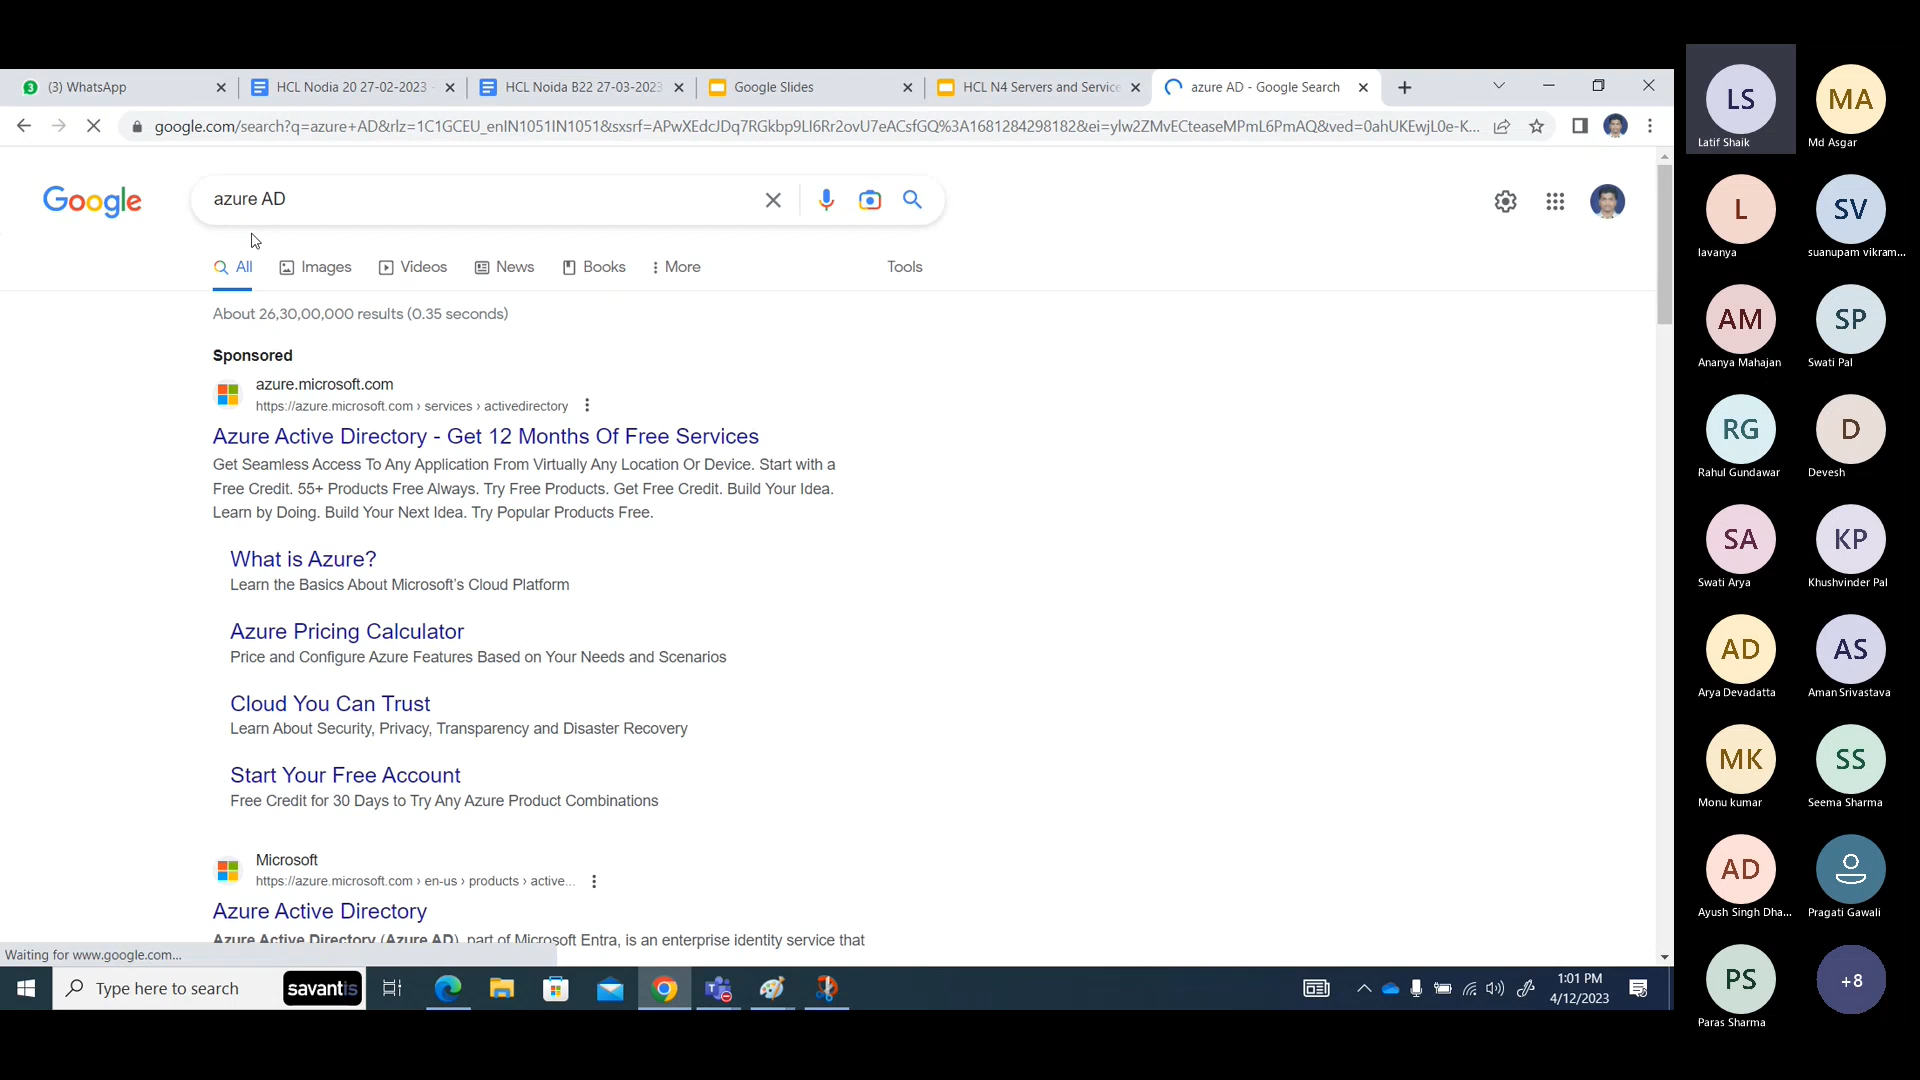 (3) WhatsApp
HCL Nodia 20 27-02-2023 -
HCL Noida B22 27-03-2023
Google Slides
HCL N4 Servers and Service
azure AD - Google Search
google.com/search?q=azure+AD&rlz=1C1GCEU_enIN1051IN1051&sxsrf=APwXEdcJDq7RGkbp9LI6Rr2ovU7eACsfGQ%3A1681284298182&ei=ylw2ZMvECteaseMPmL6PmAQ&ved=0ahUKEwjL0e-K...
Google
azure AD
All
Images
Videos
News
Books
More
Tools
About 26,30,00,000 results (0.35 seconds)
Sponsored
azure.microsoft.com
https://azure.microsoft.com › services › activedirectory
Azure Active Directory - Get 12 Months Of Free Services
Get Seamless Access To Any Application From Virtually Any Location Or Device. Start with a
Free Credit. 55+ Products Free Always. Try Free Products. Get Free Credit. Build Your Idea.
Learn by Doing. Build Your Next Idea. Try Popular Products Free.
What is Azure?
Learn the Basics About Microsoft's Cloud Platform
Azure Pricing Calculator
Price and Configure Azure Features Based on Your Needs and Scenarios
Cloud You Can Trust
Learn About Security, Privacy, Transparency and Disaster Recovery
Start Your Free Account
Free Credit for 30 Days to Try Any Azure Product Combinations
Microsoft
https://azure.microsoft.com › en-us › products › active...
Azure Active Directory
Azure Active Directory (Azure AD), part of Microsoft Entra, is an enterprise identity service that
Waiting for www.google.com...
Type here to search
savantis
1:01 PM
4/12/2023
LS
Latif Shaik
MA
Md Asgar
L
lavanya
SV
suanupam vikram...
AM
Ananya Mahajan
SP
Swati Pal
RG
Rahul Gundawar
D
Devesh
SA
Swati Arya
KP
Khushvinder Pal
AD
Arya Devadatta
AS
Aman Srivastava
MK
Monu kumar
SS
Seema Sharma
AD
Ayush Singh Dha...
Pragati Gawali
PS
Paras Sharma
+8